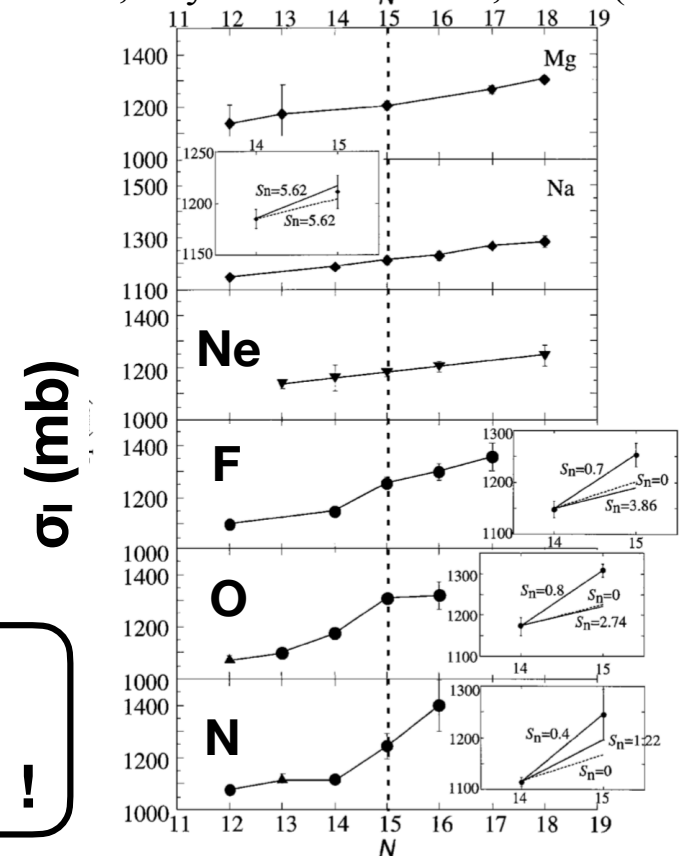 N
11 12 13 14 15 16 17 18 19
1400
Mg
1200
1000
14 15
1250
1200
1150
Sn=5.62
Sn=5.62
1500
Na
1300
1100
1400
Ne
1200
1000
σI (mb)
1400
F
1200
1000
1300
1200
1100
Sn=0.7
Sn=0
Sn=3.86
14 15
1400
O
1200
1000
1300
1200
1100
Sn=0.8
Sn=0
Sn=2.74
14 15
1400
N
1200
1000
1300
1200
1100
Sn=0.4
Sn=1.22
Sn=0
14 15
!
11 12 13 14 15 16 17 18 19
N